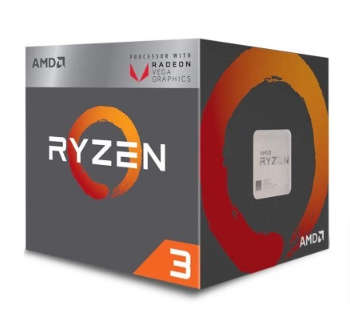 AMD
PROCESSOR WITH
RADEON
VEGA
GRAPHICS
RYZEN
3
AMD
RYZEN
AMD